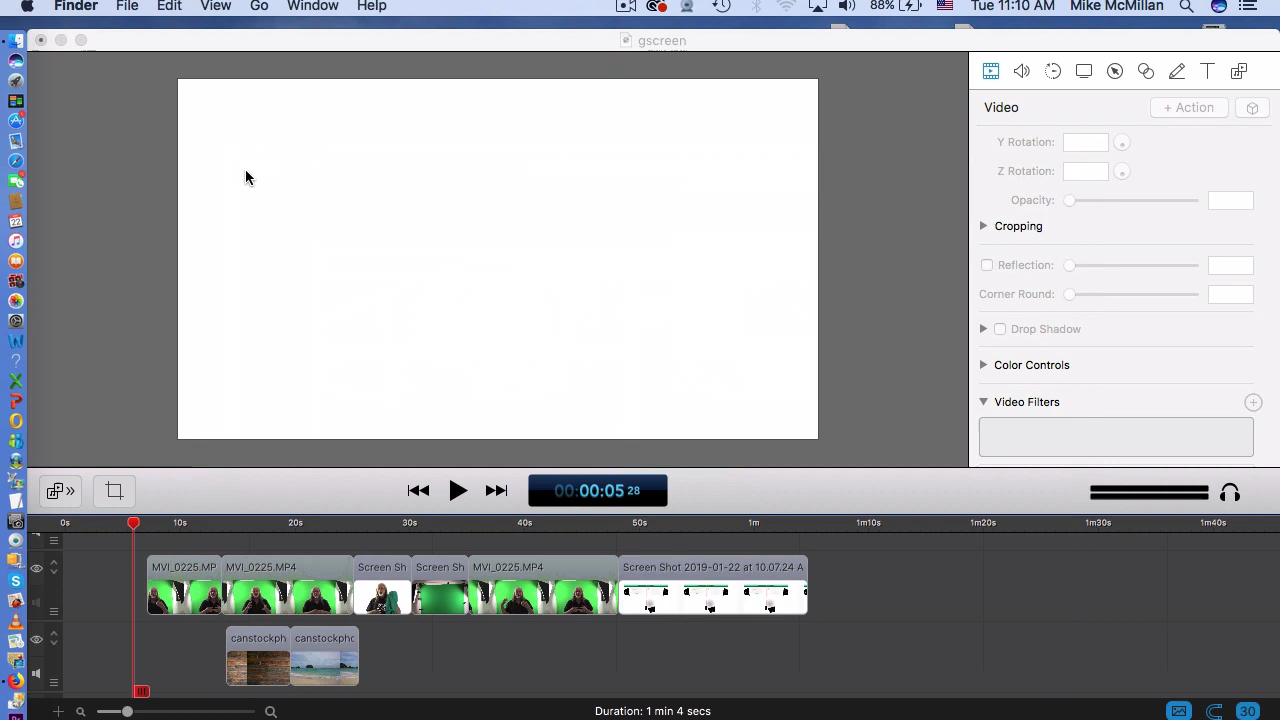 Finder File Edit View Go Window Help 88% Tue 11:10 AM Mike McMillan
gscreen
Video + Action
Y Rotation:
Z Rotation:
Opacity:
Cropping
Reflection:
Corner Round:
Drop Shadow
Color Controls
Video Filters
00:00:05 28
0s 10s 20s 30s 40s 50s 1m 1m10s 1m20s 1m30s 1m40s
MVI_0225.MP MVI_0225.MP4 Screen Sh Screen Sh MVI_0225.MP4 Screen Shot 2019-01-22 at 10.07.24 A
canstockph canstockpho
Duration: 1 min 4 secs 30